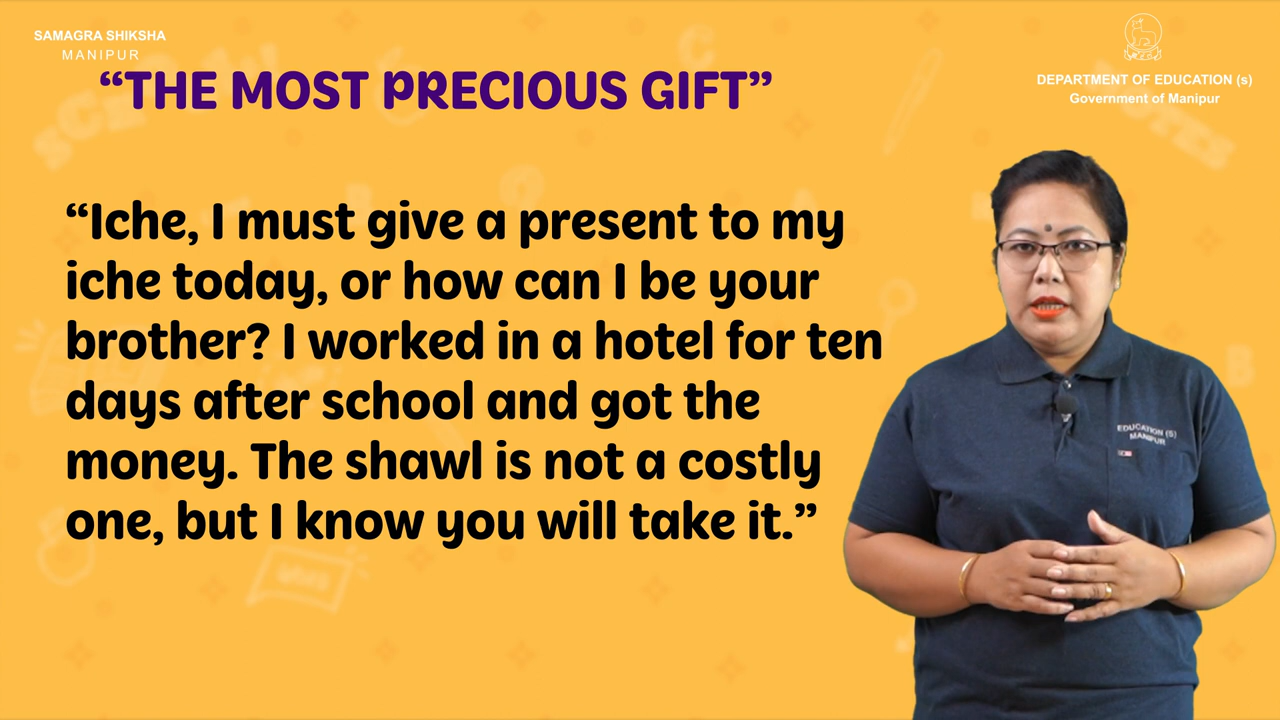 SAMAGRA SHIKSHA
MANIPUR
“THE MOST PRECIOUS GIFT”
DEPARTMENT OF EDUCATION (s)
Government of Manipur
“Iche, I must give a present to my
iche today, or how can I be your
brother? I worked in a hotel for ten
days after school and got the
money. The shawl is not a costly
one, but I know you will take it.”
EDUCATION (S)
MANIPUR